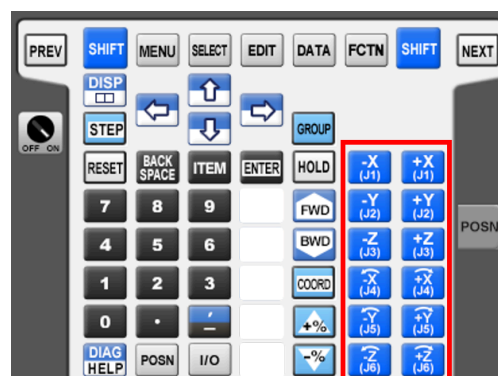 PREV SHIFT MENU SELECT EDIT DATA FCTN SHIFT NEXT
DISP
STEP GROUP
OFF ON
RESET BACK SPACE ITEM ENTER HOLD -X (J1) +X (J1)
7 8 9 FWD -Y (J2) +Y (J2)
POSN
4 5 6 BWD -Z (J3) +Z (J3)
1 2 3 COORD -X (J4) +X (J4)
0 . , - +% -Y (J5) +Y (J5)
DIAG HELP POSN I/O -% -Z (J6) +Z (J6)